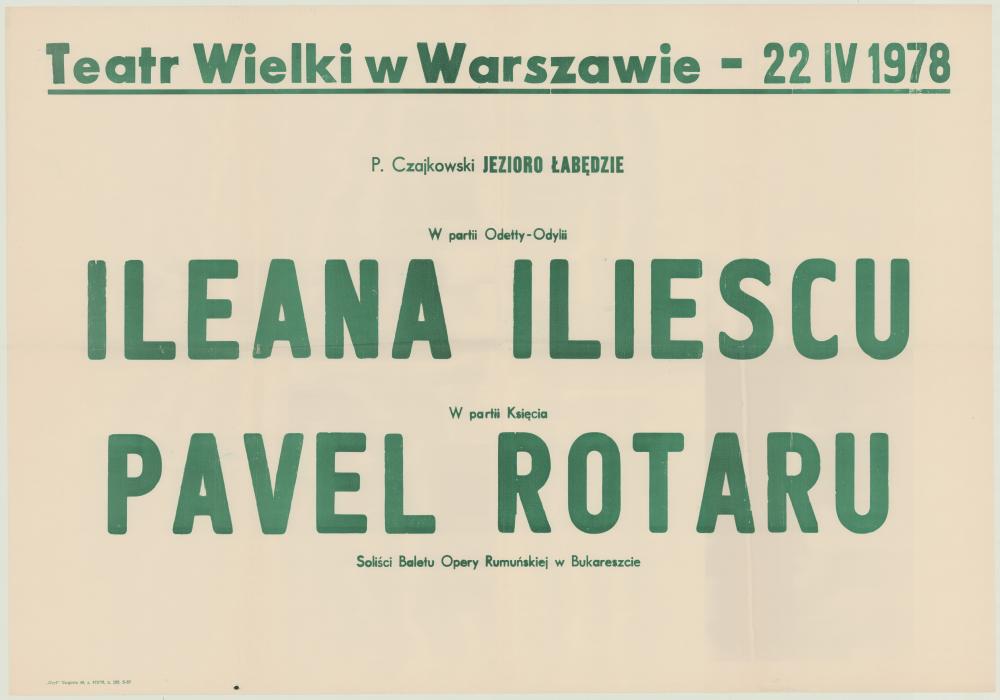 Teatr Wielki w Warszawie - 22 IV 1978
P. Czajkowski JEZIORO ŁABĘDZIE
W partii Odetty-Odylii
ILEANA ILIESCU
W partii Księcia
PAVEL ROTARU
Soliści Baletu Opery Rumuńskiej w Bukareszcie